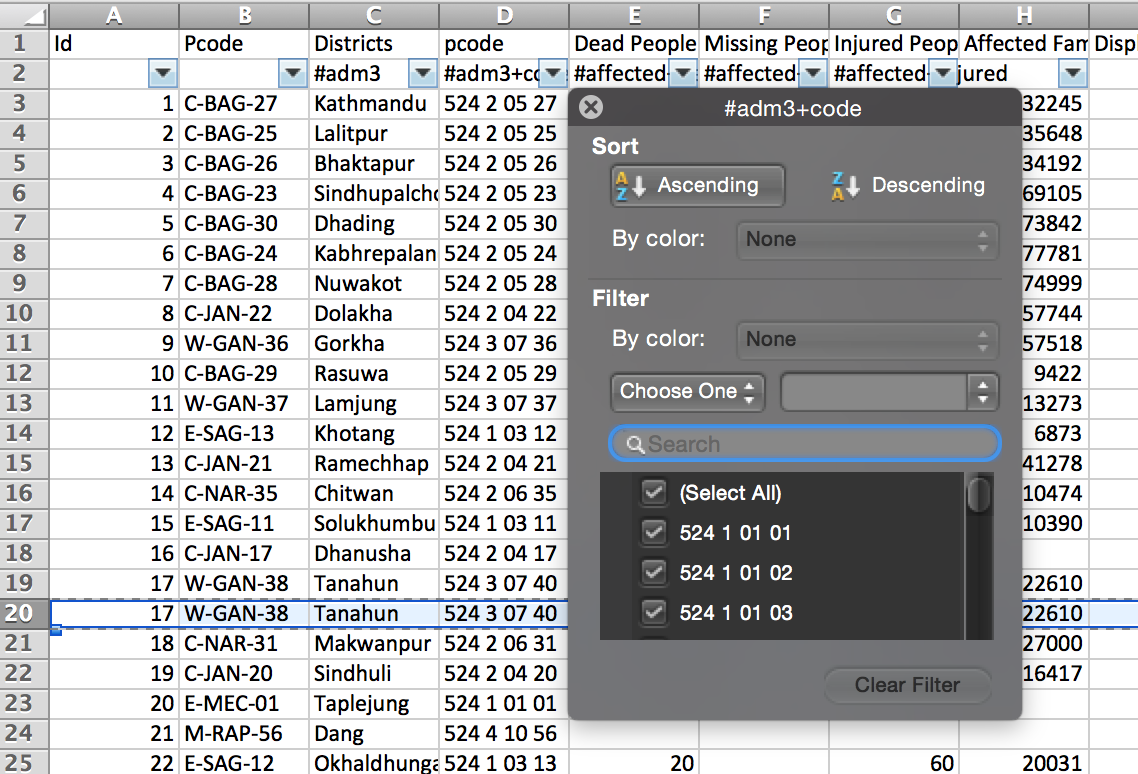 A B C D E F G H
1 Id Pcode Districts pcode Dead People Missing Peop Injured Peop Affected Fam Displ
2 #adm3 #adm3+co #affected- #affected- #affected- jured
3 1 C-BAG-27 Kathmandu 524 2 05 27 32245
4 2 C-BAG-25 Lalitpur 524 2 05 25 35648
5 3 C-BAG-26 Bhaktapur 524 2 05 26 34192
6 4 C-BAG-23 Sindhupalcho 524 2 05 23 69105
7 5 C-BAG-30 Dhading 524 2 05 30 73842
8 6 C-BAG-24 Kabhrepalan 524 2 05 24 77781
9 7 C-BAG-28 Nuwakot 524 2 05 28 74999
10 8 C-JAN-22 Dolakha 524 2 04 22 57744
11 9 W-GAN-36 Gorkha 524 3 07 36 57518
12 10 C-BAG-29 Rasuwa 524 2 05 29 9422
13 11 W-GAN-37 Lamjung 524 3 07 37 13273
14 12 E-SAG-13 Khotang 524 1 03 12 6873
15 13 C-JAN-21 Ramechhap 524 2 04 21 41278
16 14 C-NAR-35 Chitwan 524 2 06 35 10474
17 15 E-SAG-11 Solukhumbu 524 1 03 11 10390
18 16 C-JAN-17 Dhanusha 524 2 04 17
19 17 W-GAN-38 Tanahun 524 3 07 40 22610
20 17 W-GAN-38 Tanahun 524 3 07 40 22610
21 18 C-NAR-31 Makwanpur 524 2 06 31 27000
22 19 C-JAN-20 Sindhuli 524 2 04 20 16417
23 20 E-MEC-01 Taplejung 524 1 01 01
24 21 M-RAP-56 Dang 524 4 10 56
25 22 E-SAG-12 Okhaldhunga 524 1 03 13 20 60 20031
#adm3+code
Sort
Ascending Descending
By color: None
Filter
By color: None
Choose One
Search
(Select All)
524 1 01 01
524 1 01 02
524 1 01 03
Clear Filter